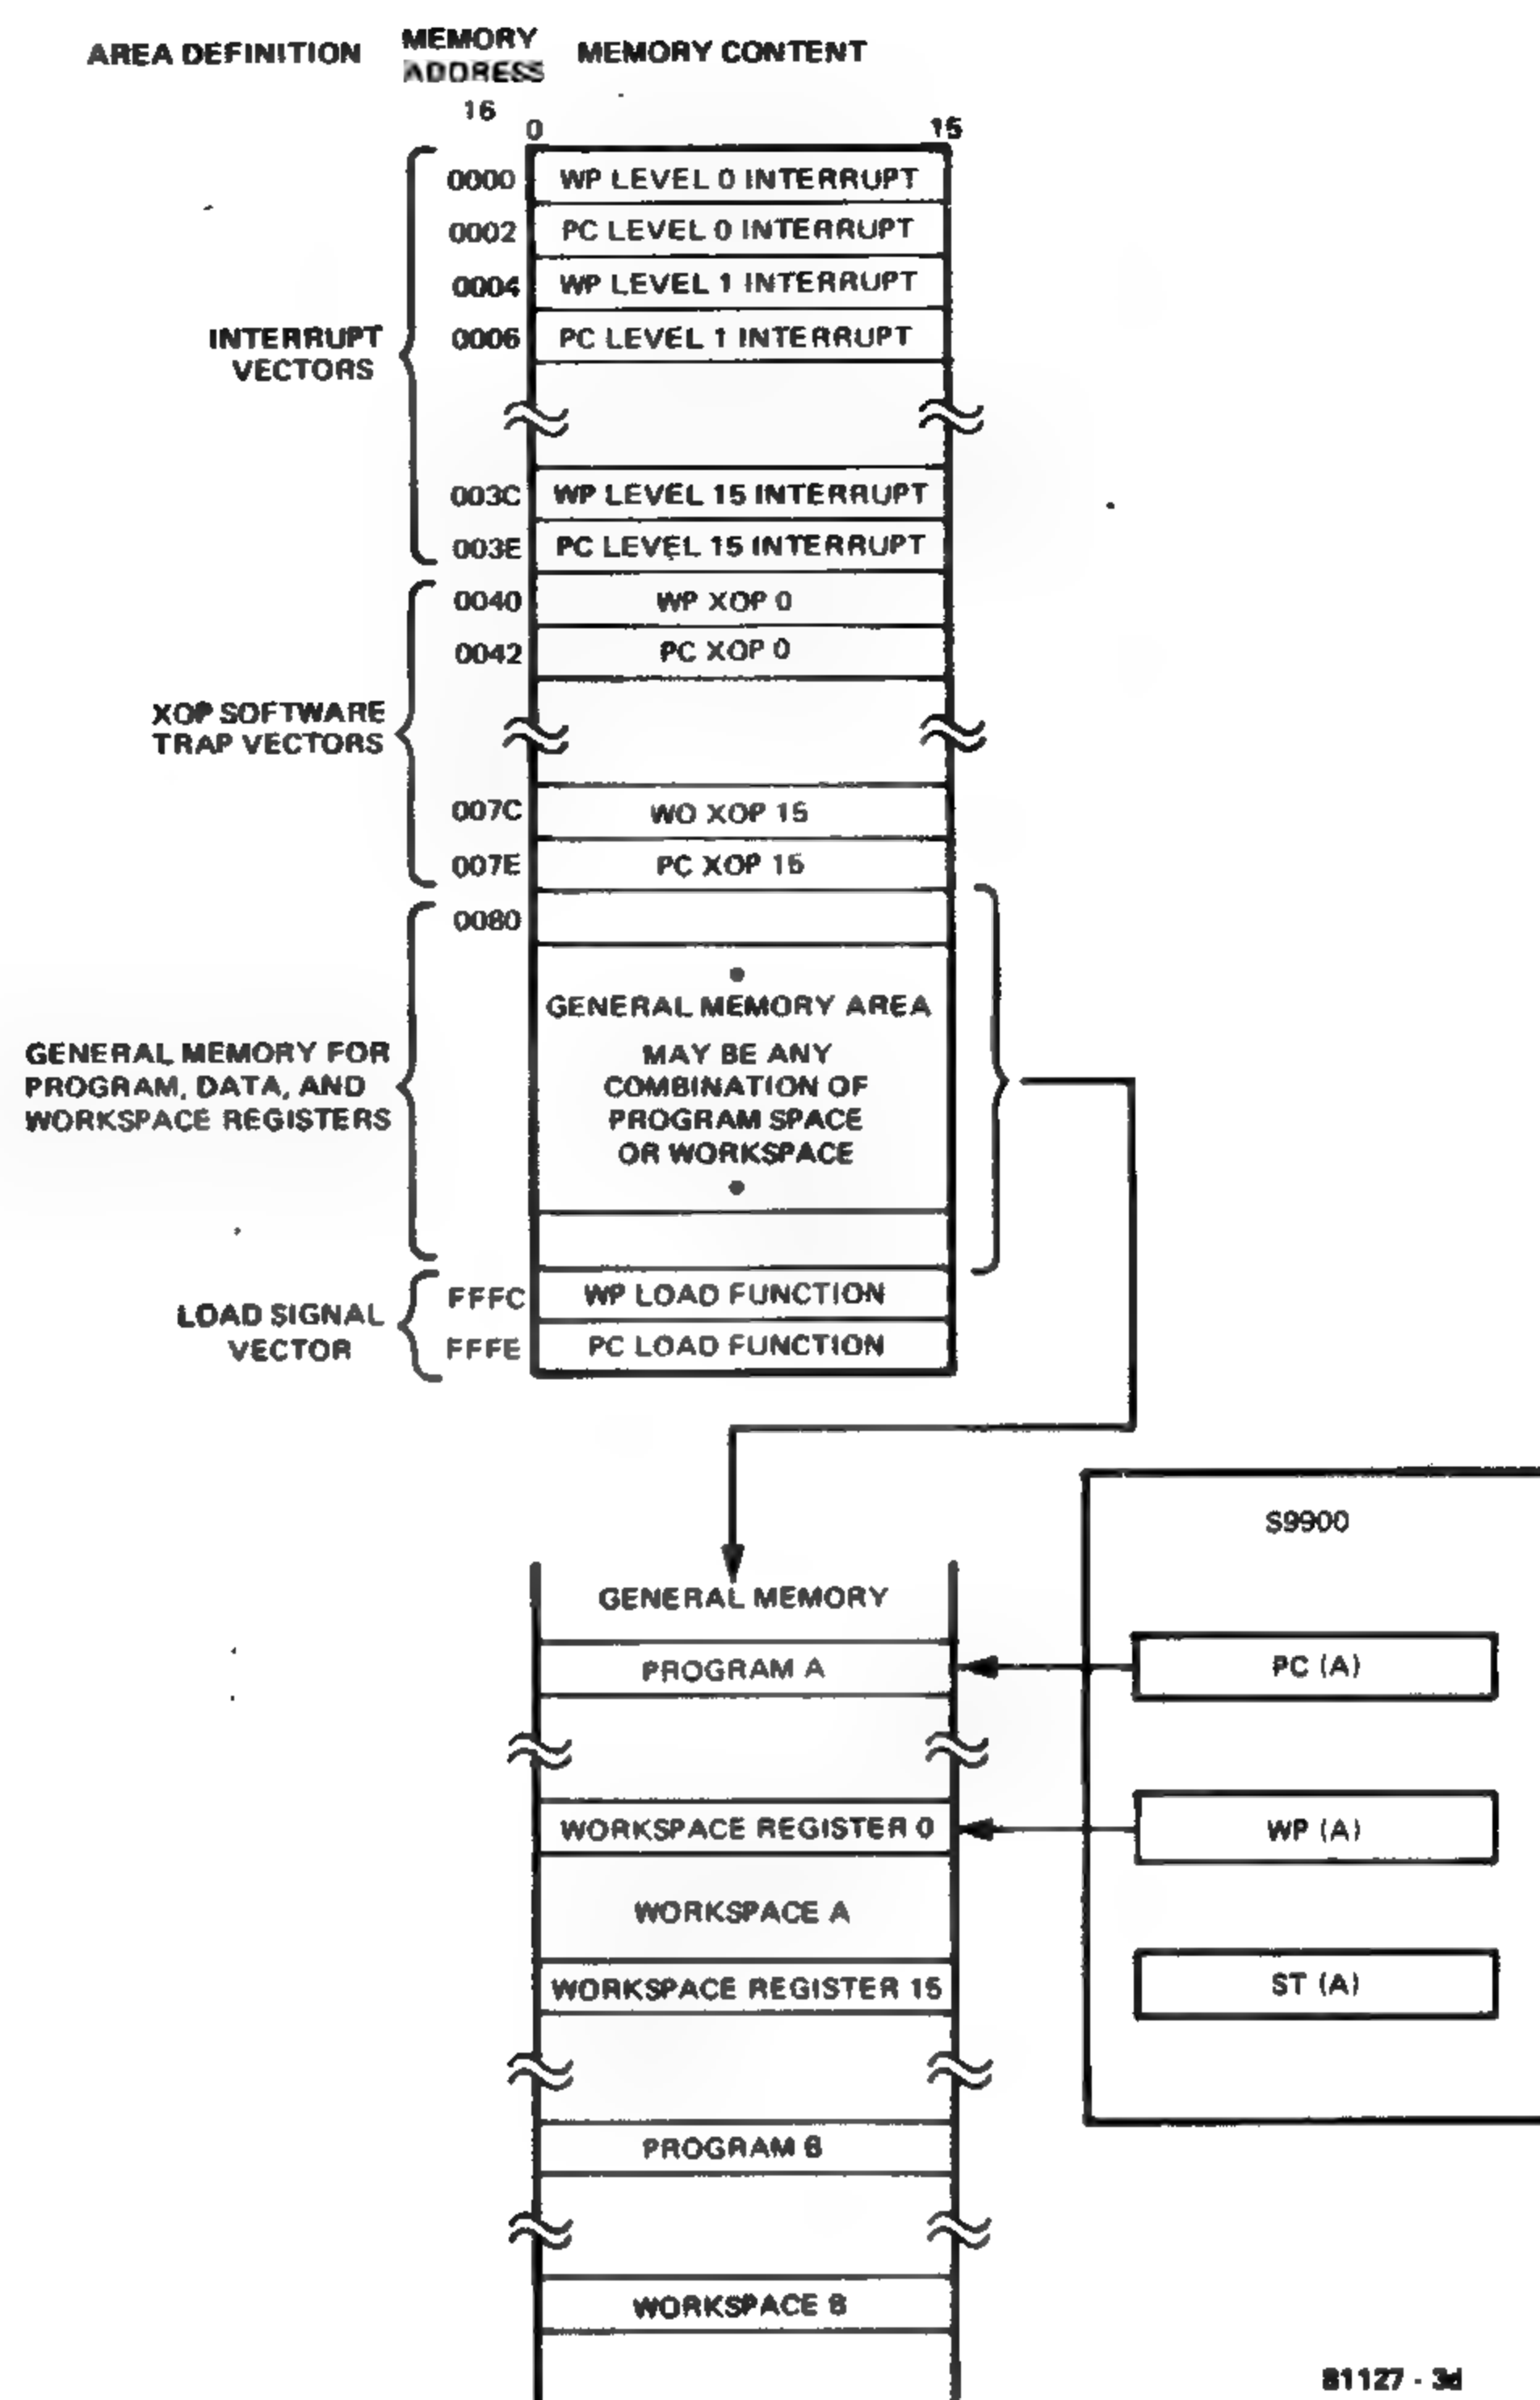 AREA DEFINITION
MEMORY
ADDRESS
16
MEMORY CONTENT
0
15
INTERRUPT
VECTORS
0000 WP LEVEL 0 INTERRUPT
0002 PC LEVEL 0 INTERRUPT
0004 WP LEVEL 1 INTERRUPT
0006 PC LEVEL 1 INTERRUPT
003C WP LEVEL 15 INTERRUPT
003E PC LEVEL 15 INTERRUPT
XOP SOFTWARE
TRAP VECTORS
0040 WP XOP 0
0042 PC XOP 0
007C WO XOP 15
007E PC XOP 15
GENERAL MEMORY FOR
PROGRAM, DATA, AND
WORKSPACE REGISTERS
0080
GENERAL MEMORY AREA
MAY BE ANY
COMBINATION OF
PROGRAM SPACE
OR WORKSPACE
LOAD SIGNAL
VECTOR
FFFC WP LOAD FUNCTION
FFFE PC LOAD FUNCTION
S9900
GENERAL MEMORY
PROGRAM A
PC (A)
WORKSPACE REGISTER 0
WP (A)
WORKSPACE A
WORKSPACE REGISTER 15
ST (A)
PROGRAM B
WORKSPACE B
81127 - 3d